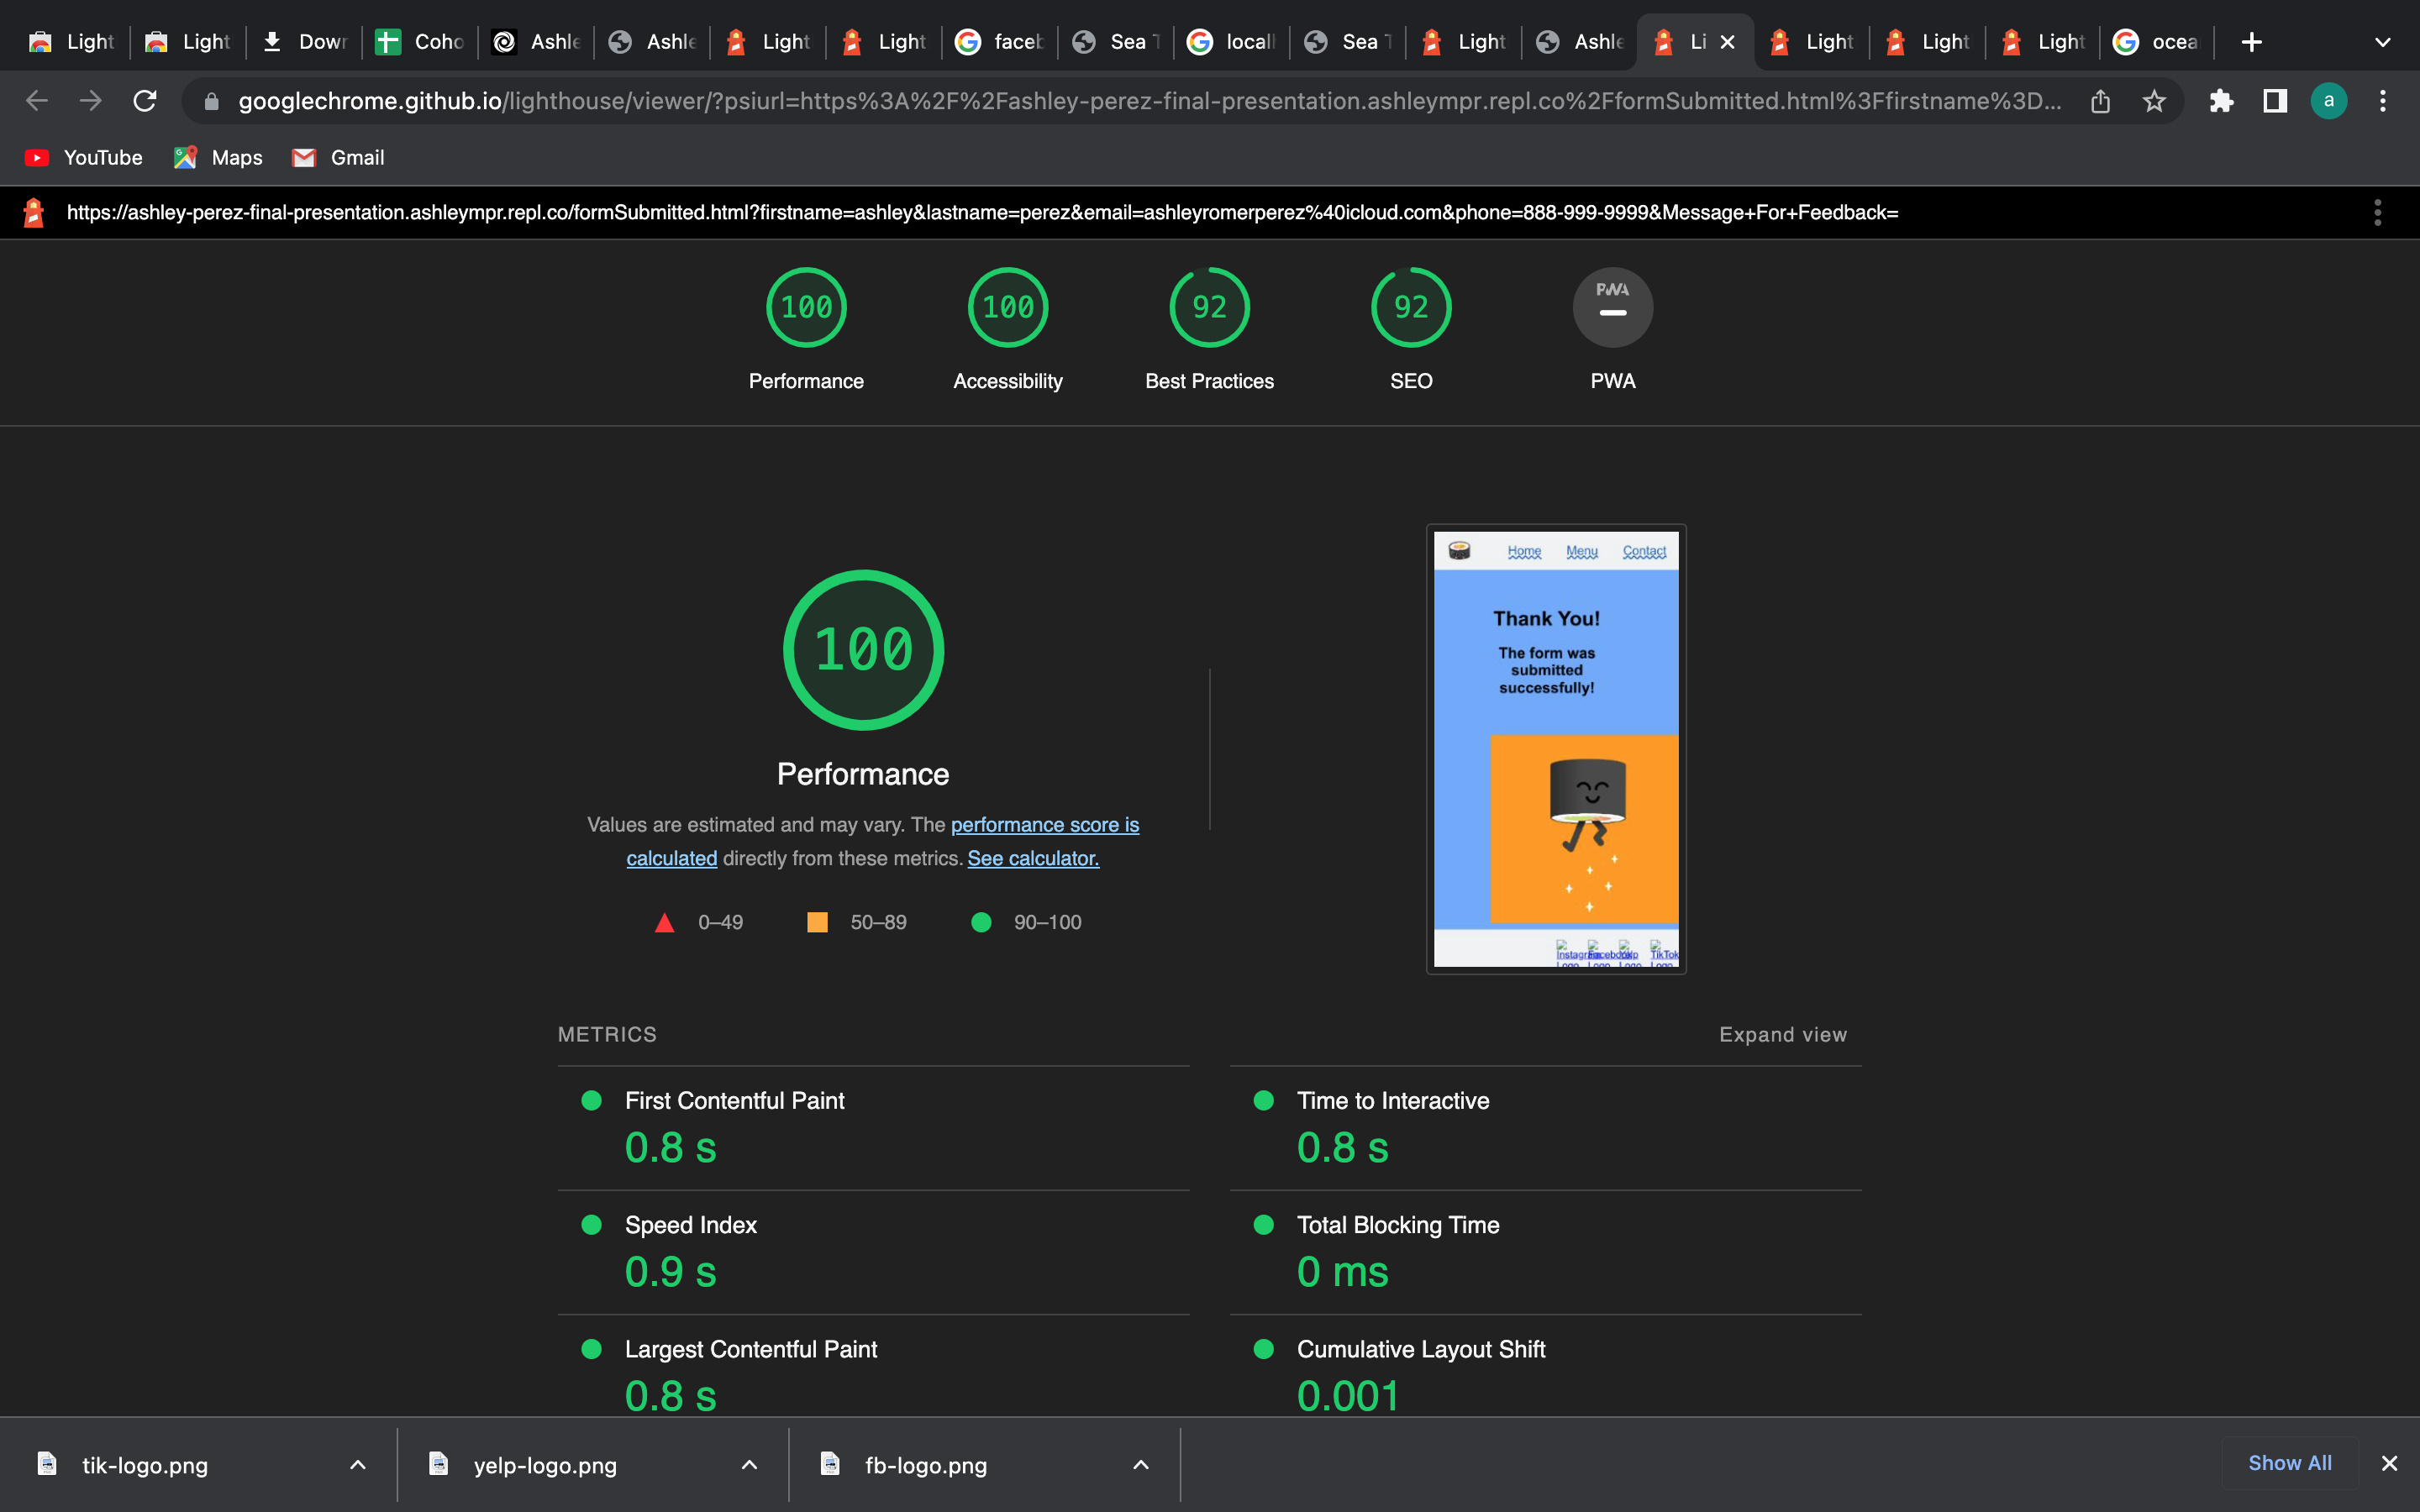 Light
Light
Dow
Coho
Ashle
Ashle
Light
Light
faceb
Sea T
localh
Sea T
Light
Ashle
Li
Light
Light
Light
ocea
googlechrome.github.io/lighthouse/viewer/?psiurl=https%3A%2F%2Fashley-perez-final-presentation.ashleympr.repl.co%2FformSubmitted.html%3Ffirstname%3D...
a
YouTube
Maps
Gmail
https://ashley-perez-final-presentation.ashleympr.repl.co/formSubmitted.html?firstname=ashley&lastname=perez&email=ashleyromerperez%40icloud.com&phone=888-999-9999&Message+For+Feedback=
100
100
92
92
PWA
Performance
Accessibility
Best Practices
SEO
PWA
100
Performance
Values are estimated and may vary. The performance score is
calculated directly from these metrics. See calculator.
0–49
50–89
90–100
Home
Menu
Contact
Thank You!
The form was
submitted
successfully!
Instagram
Logo
Facebook
Logo
Yelp
Logo
TikTok
Logo
METRICS
Expand view
First Contentful Paint
0.8 s
Time to Interactive
0.8 s
Speed Index
0.9 s
Total Blocking Time
0 ms
Largest Contentful Paint
0.8 s
Cumulative Layout Shift
0.001
tik-logo.png
yelp-logo.png
fb-logo.png
Show All